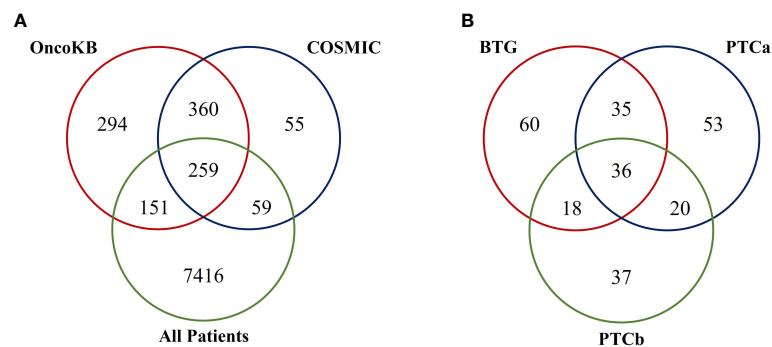 A
OncoKB
COSMIC
294
360
55
259
151
59
7416
All Patients
B
BTG
PTCa
60
35
53
36
18
20
37
PTCb